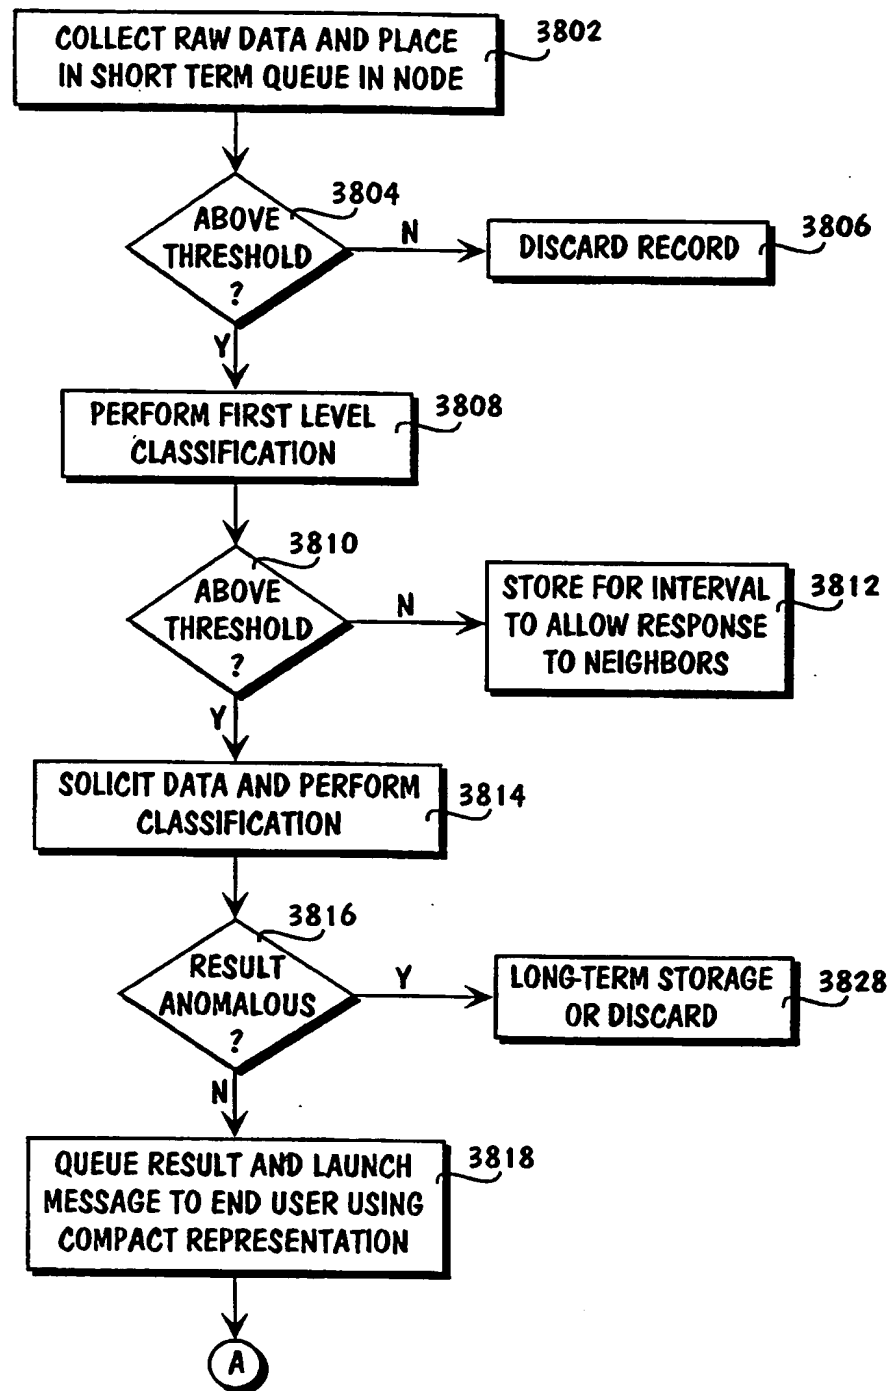 COLLECT RAW DATA AND PLACE
IN SHORT TERM QUEUE IN NODE
3802
3804
ABOVE
THRESHOLD
?
N
DISCARD RECORD
3806
Y
PERFORM FIRST LEVEL
CLASSIFICATION
3808
3810
ABOVE
THRESHOLD
?
N
STORE FOR INTERVAL
TO ALLOW RESPONSE
TO NEIGHBORS
3812
Y
SOLICIT DATA AND PERFORM
CLASSIFICATION
3814
3816
RESULT
ANOMALOUS
?
Y
LONG-TERM STORAGE
OR DISCARD
3828
N
QUEUE RESULT AND LAUNCH
MESSAGE TO END USER USING
COMPACT REPRESENTATION
3818
A